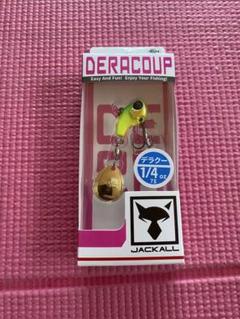 DERACOUP
Easy And Fun! Enjoy Your Fishing!
デラクー
1/4 oz
JACKALL